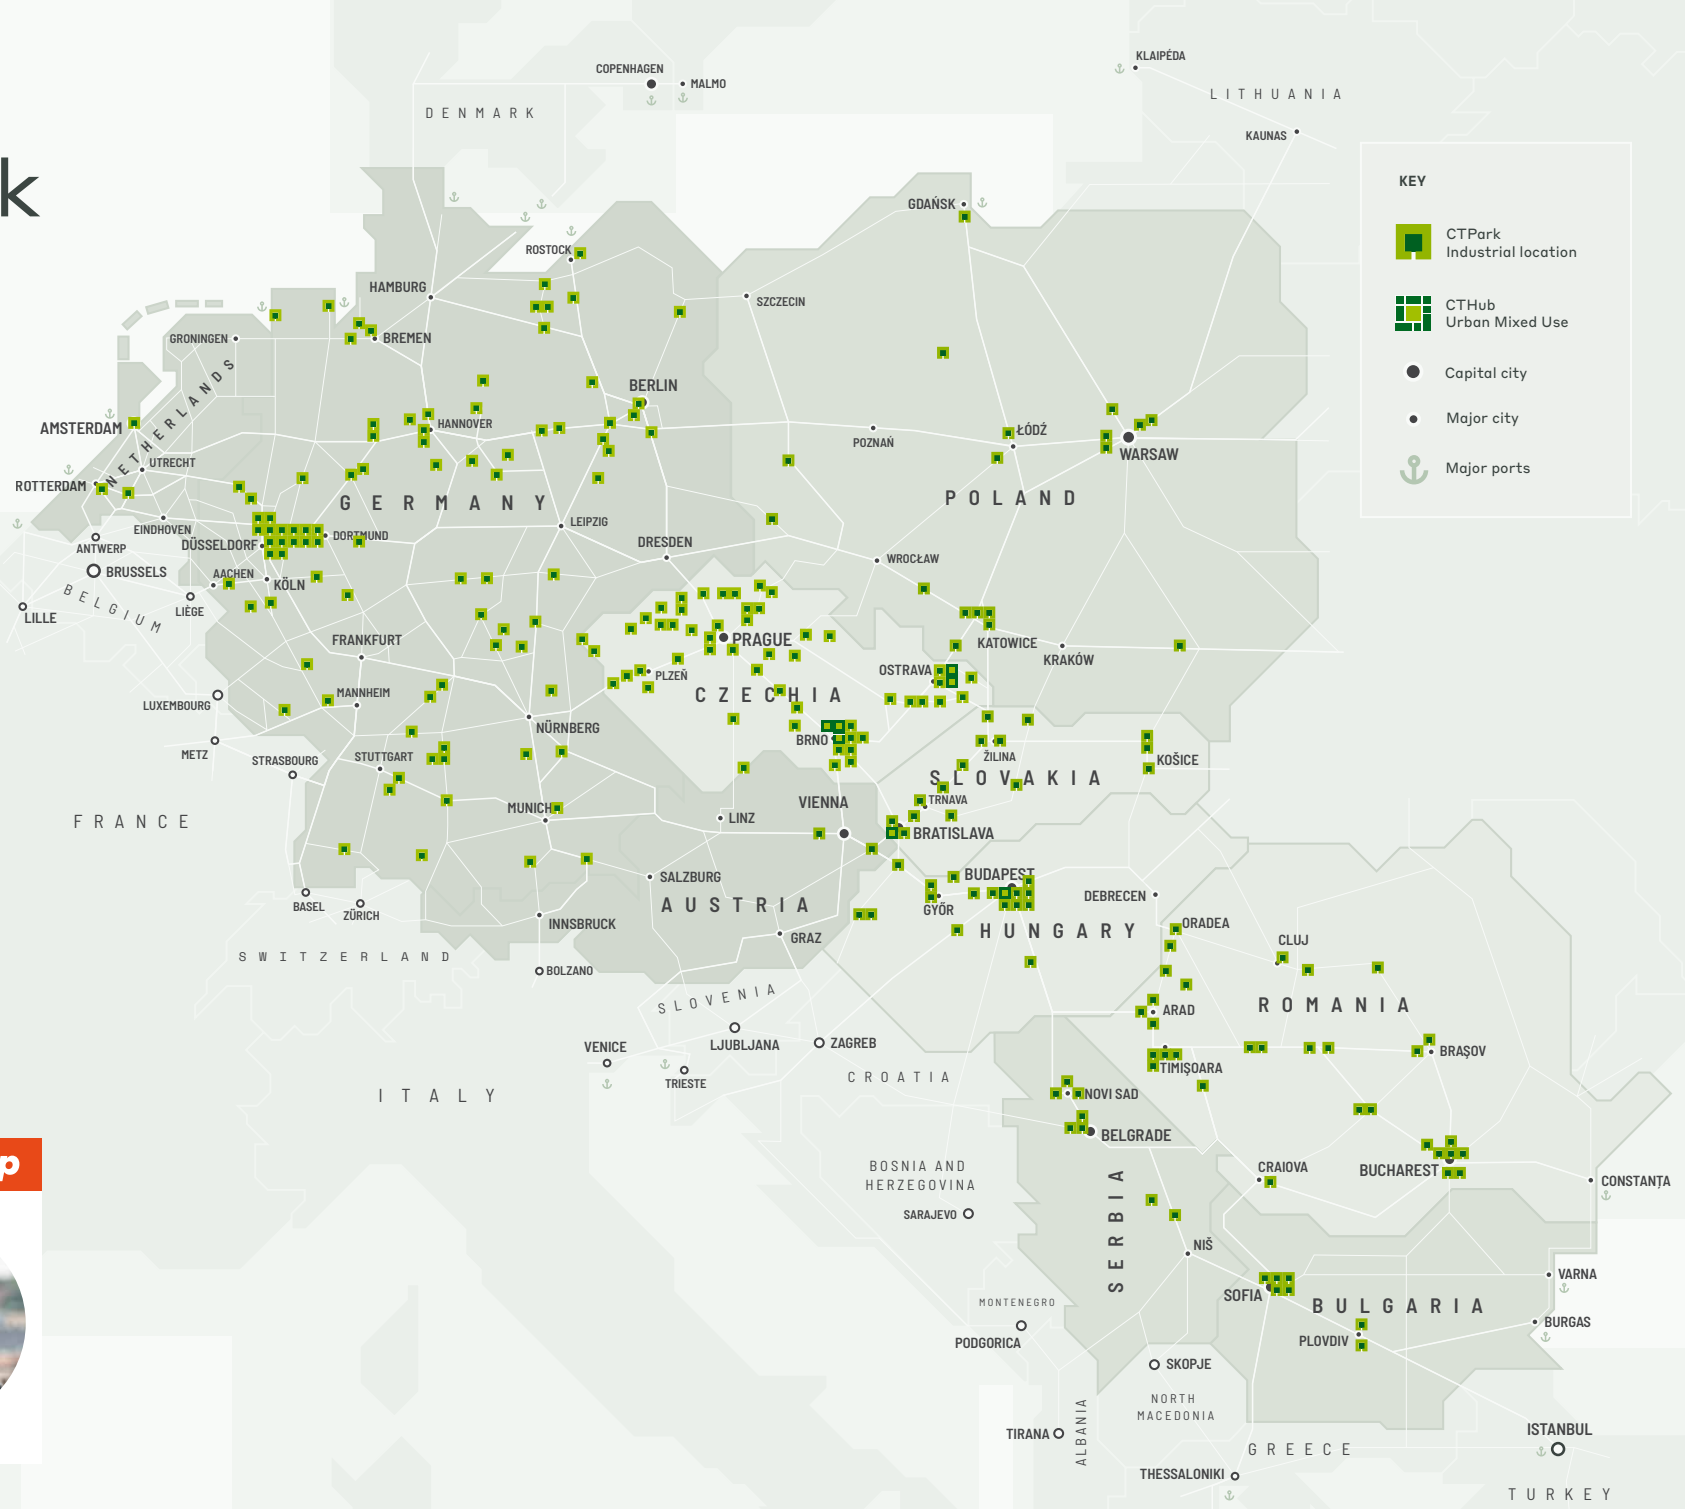 k
p
KEY
CTPark
Industrial location
CTHub
Urban Mixed Use
Capital city
Major city
Major ports
COPENHAGEN
MALMO
DENMARK
KLAIPÉDA
LITHUANIA
KAUNAS
GDAŃSK
ROSTOCK
HAMBURG
SZCZECIN
GRONINGEN
BREMEN
NETHERLANDS
BERLIN
AMSTERDAM
HANNOVER
POZNAŃ
ŁÓDŹ
WARSAW
UTRECHT
ROTTERDAM
GERMANY
POLAND
EINDHOVEN
LEIPZIG
ANTWERP
DÜSSELDORF
DORTMUND
DRESDEN
WROCŁAW
BRUSSELS
AACHEN
KÖLN
BELGIUM
LIÈGE
LILLE
FRANKFURT
PRAGUE
KATOWICE
KRAKÓW
OSTRAVA
PLZEŇ
CZECHIA
LUXEMBOURG
MANNHEIM
NÜRNBERG
BRNO
METZ
STRASBOURG
STUTTGART
ŽILINA
KOŠICE
SLOVAKIA
FRANCE
MUNICH
LINZ
VIENNA
TRNAVA
BRATISLAVA
BASEL
ZÜRICH
SALZBURG
BUDAPEST
DEBRECEN
AUSTRIA
GYŐR
INNSBRUCK
HUNGARY
ORADEA
CLUJ
GRAZ
SWITZERLAND
BOLZANO
SLOVENIA
ARAD
ROMANIA
LJUBLJANA
ZAGREB
VENICE
TRIESTE
TIMIŞOARA
BRAŞOV
ITALY
CROATIA
NOVI SAD
BELGRADE
BOSNIA AND
HERZEGOVINA
CRAIOVA
BUCHAREST
CONSTANȚA
SARAJEVO
SERBIA
NIŠ
VARNA
SOFIA
BULGARIA
MONTENEGRO
PODGORICA
PLOVDIV
BURGAS
SKOPJE
NORTH
MACEDONIA
TIRANA
ALBANIA
GREECE
ISTANBUL
THESSALONIKI
TURKEY